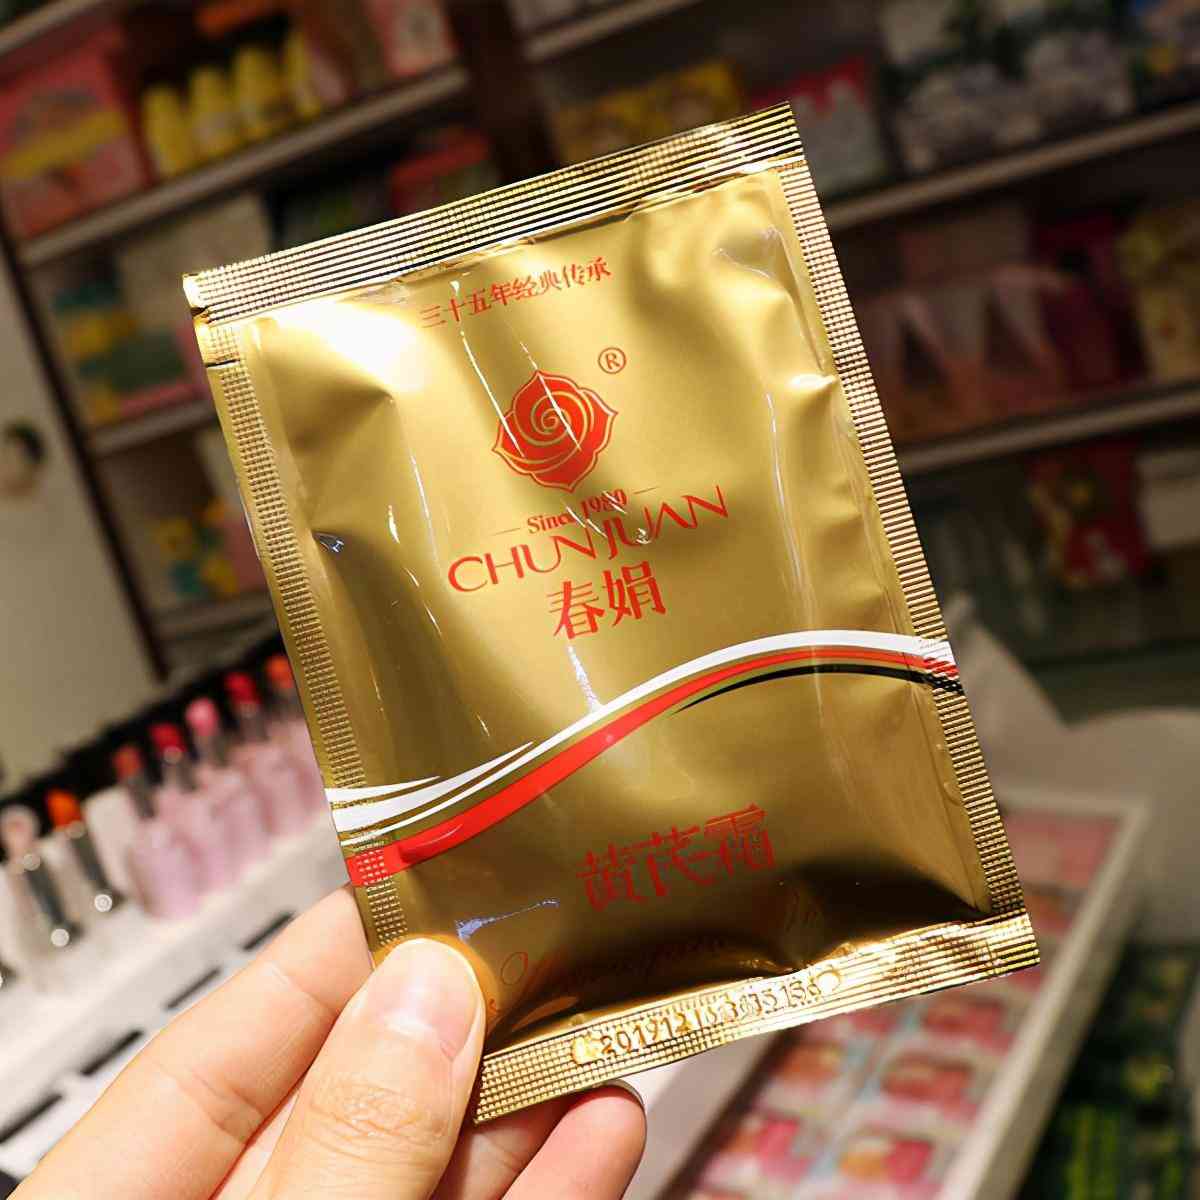 三十五年经典传承
®
Since 1980
CHUNJUAN
春娟
黄芪霜